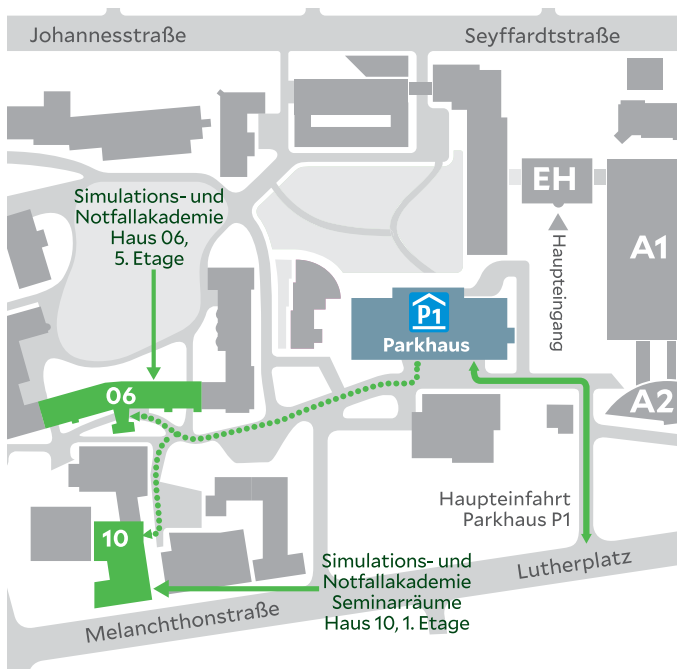 Johannesstraße
Seyffardtstraße
Simulations- und
Notfallakademie
Haus 06,
5. Etage
EH
Haupteingang
A1
P1
Parkhaus
06
A2
Haupteinfahrt
Parkhaus P1
10
Simulations- und
Notfallakademie
Seminarräume
Haus 10, 1. Etage
Lutherplatz
Melanchthonstraße